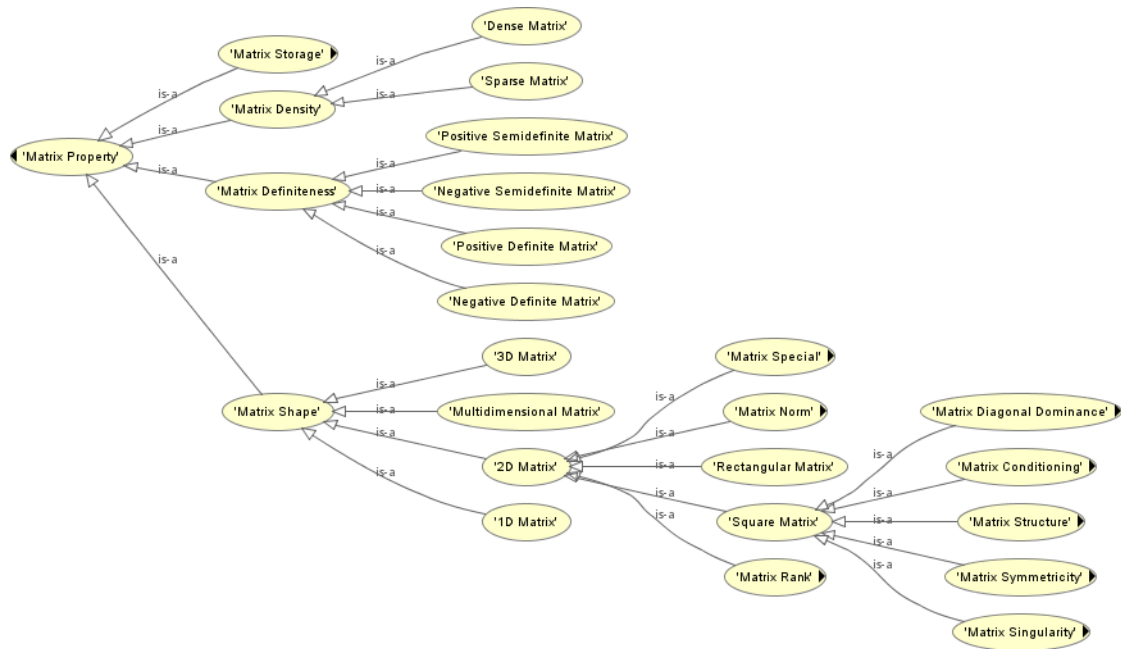 'Dense Matrix'
'Matrix Storage'
is-a
'Sparse Matrix'
is-a
is-a
'Matrix Density'
is-a
'Positive Semidefinite Matrix'
'Matrix Property'
is-a
is-a
'Matrix Definiteness'
is-a
'Negative Semidefinite Matrix'
is-a
'Positive Definite Matrix'
is-a
is-a
'Negative Definite Matrix'
'3D Matrix'
'Matrix Special'
is-a
is-a
'Matrix Shape'
is-a
'Multidimensional Matrix'
'Matrix Norm'
'Matrix Diagonal Dominance'
is-a
is-a
is-a
'2D Matrix'
is-a
'Rectangular Matrix'
'Matrix Conditioning'
is-a
is-a
is-a
'1D Matrix'
is-a
'Square Matrix'
is-a
'Matrix Structure'
is-a
'Matrix Rank'
is-a
'Matrix Symmetricity'
'Matrix Singularity'